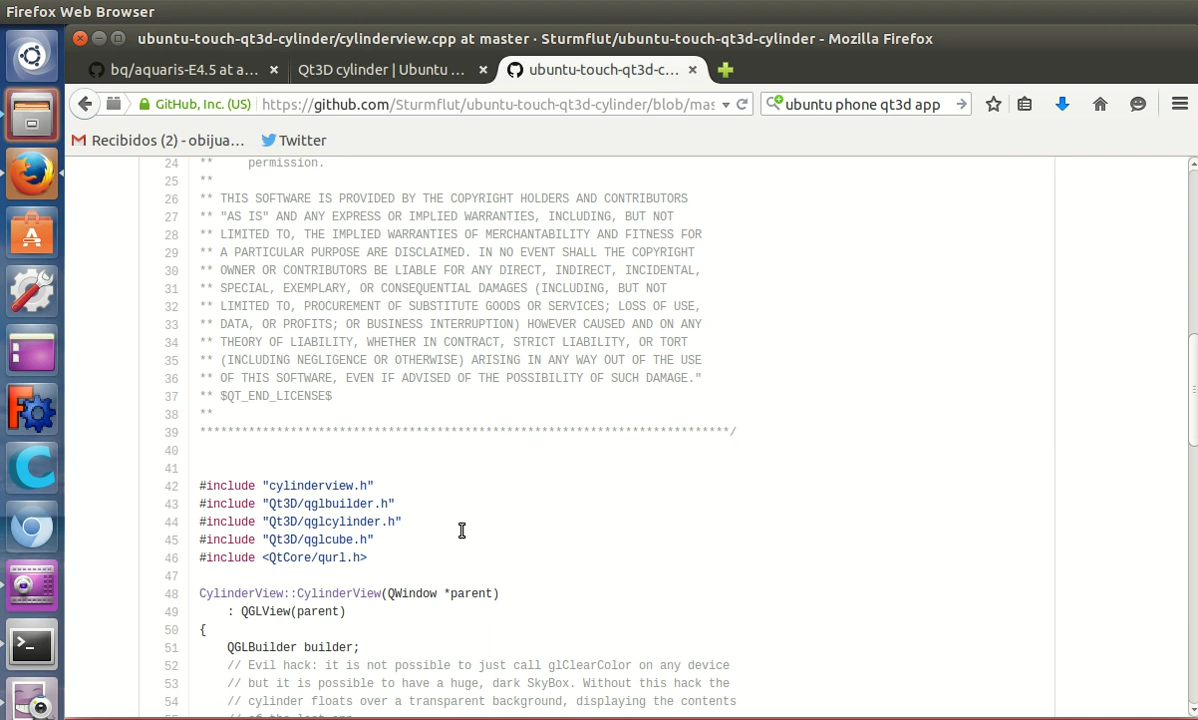 Firefox Web Browser
ubuntu-touch-qt3d-cylinder/cylinderview.cpp at master · Sturmflut/ubuntu-touch-qt3d-cylinder - Mozilla Firefox
bq/aquaris-E4.5 at a... Qt3D cylinder | Ubuntu ... ubuntu-touch-qt3d-c...
GitHub, Inc. (US) https://github.com/Sturmflut/ubuntu-touch-qt3d-cylinder/blob/mas ubuntu phone qt3d app
Recibidos (2) - obijua... Twitter
24 ** permission.
25 **
26 ** THIS SOFTWARE IS PROVIDED BY THE COPYRIGHT HOLDERS AND CONTRIBUTORS
27 ** "AS IS" AND ANY EXPRESS OR IMPLIED WARRANTIES, INCLUDING, BUT NOT
28 ** LIMITED TO, THE IMPLIED WARRANTIES OF MERCHANTABILITY AND FITNESS FOR
29 ** A PARTICULAR PURPOSE ARE DISCLAIMED. IN NO EVENT SHALL THE COPYRIGHT
30 ** OWNER OR CONTRIBUTORS BE LIABLE FOR ANY DIRECT, INDIRECT, INCIDENTAL,
31 ** SPECIAL, EXEMPLARY, OR CONSEQUENTIAL DAMAGES (INCLUDING, BUT NOT
32 ** LIMITED TO, PROCUREMENT OF SUBSTITUTE GOODS OR SERVICES; LOSS OF USE,
33 ** DATA, OR PROFITS; OR BUSINESS INTERRUPTION) HOWEVER CAUSED AND ON ANY
34 ** THEORY OF LIABILITY, WHETHER IN CONTRACT, STRICT LIABILITY, OR TORT
35 ** (INCLUDING NEGLIGENCE OR OTHERWISE) ARISING IN ANY WAY OUT OF THE USE
36 ** OF THIS SOFTWARE, EVEN IF ADVISED OF THE POSSIBILITY OF SUCH DAMAGE."
37 ** $QT_END_LICENSE$
38 **
39 ****************************************************************************/
40
41
42 #include "cylinderview.h"
43 #include "Qt3D/qglbuilder.h"
44 #include "Qt3D/qglcylinder.h"
45 #include "Qt3D/qglcube.h"
46 #include <QtCore/qurl.h>
47
48 CylinderView::CylinderView(QWindow *parent)
49 : QGLView(parent)
50 {
51 QGLBuilder builder;
52 // Evil hack: it is not possible to just call glClearColor on any device
53 // but it is possible to have a huge, dark SkyBox. Without this hack the
54 // cylinder floats over a transparent background, displaying the contents